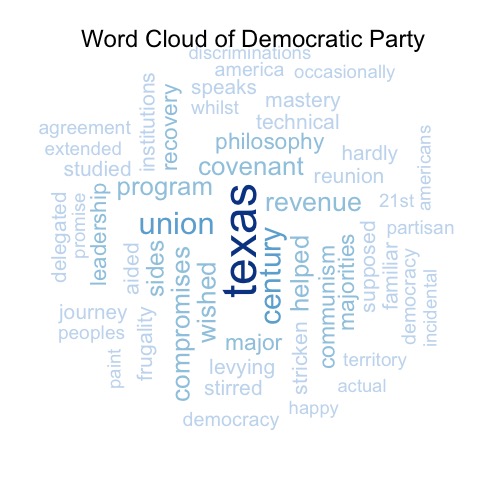 Word Cloud of Democratic Party
discriminations
america
occasionally
speaks
institutions
recovery
whilst
mastery
technical
agreement
extended
philosophy
studied
hardly
covenant
reunion
americans
program
texas
revenue
21st
delegated
promise
leadership
union
century
partisan
aided
sides
compromises
wished
helped
communism
majorities
supposed
familiar
democracy
incidental
journey
peoples
frugality
paint
major
stricken
levying
territory
stirred
actual
happy
democracy